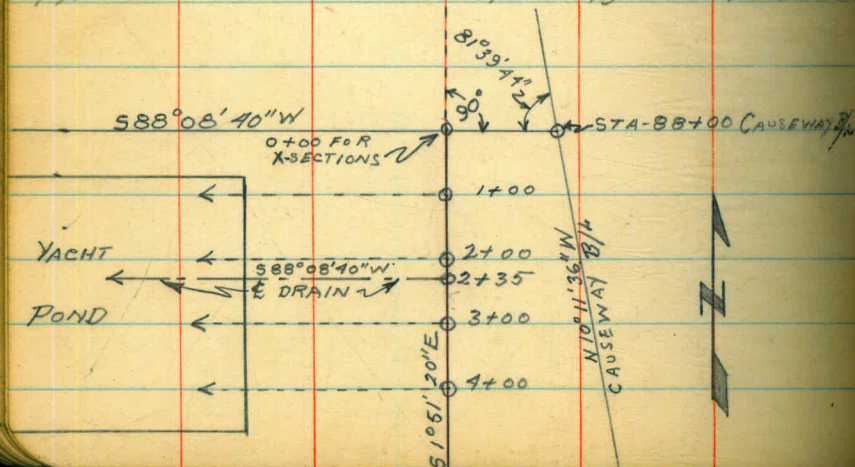 81°39'44"
90°
S88°08'40"W
STA-88+00 CAUSEWAY B/L
0+00 FOR
X-SECTIONS
1+00
YACHT
2+00
S88°08'40"W
2+35
℄ DRAIN
POND
3+00
4+00
S1°51'20"E
N10°11'36"W
CAUSEWAY B/L
N